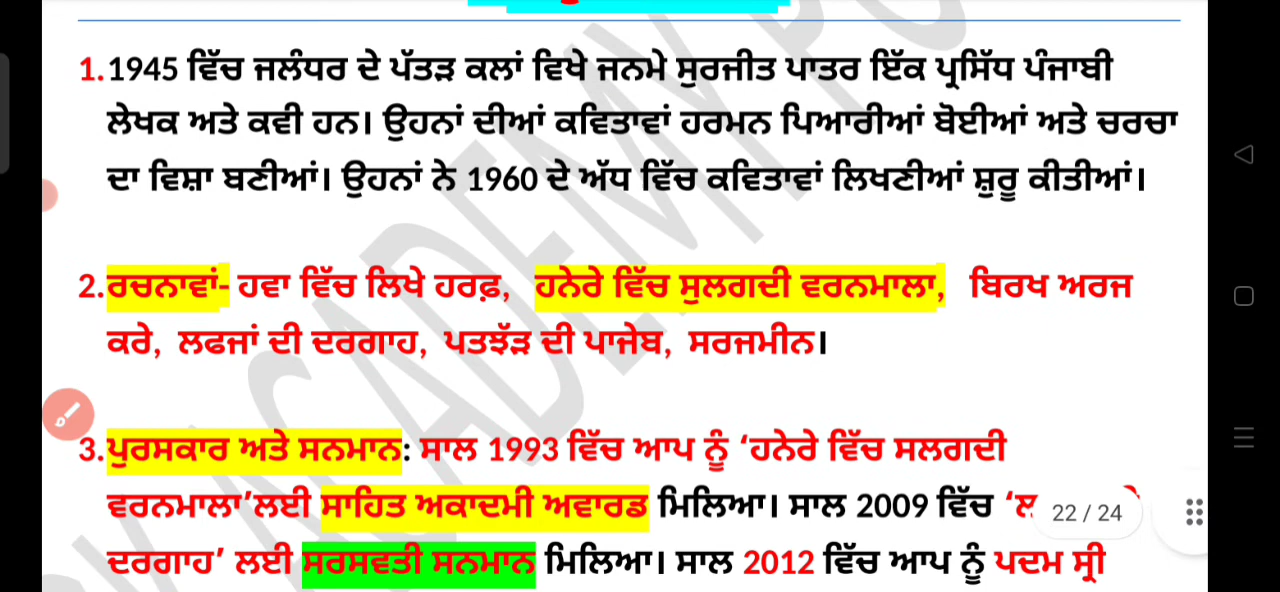 1. 1945 ਵਿੱਚ ਜਲੰਧਰ ਦੇ ਪੱਤੜ ਕਲਾਂ ਵਿਖੇ ਜਨਮੇ ਸੁਰਜੀਤ ਪਾਤਰ ਇੱਕ ਪ੍ਰਸਿੱਧ ਪੰਜਾਬੀ
ਲੇਖਕ ਅਤੇ ਕਵੀ ਹਨ। ਉਹਨਾਂ ਦੀਆਂ ਕਵਿਤਾਵਾਂ ਹਰਮਨ ਪਿਆਰੀਆਂ ਬੋਈਆਂ ਅਤੇ ਚਰਚਾ
ਦਾ ਵਿਸ਼ਾ ਬਣੀਆਂ। ਉਹਨਾਂ ਨੇ 1960 ਦੇ ਅੱਧ ਵਿੱਚ ਕਵਿਤਾਵਾਂ ਲਿਖਣੀਆਂ ਸ਼ੁਰੂ ਕੀਤੀਆਂ।
2. ਰਚਨਾਵਾਂ- ਹਵਾ ਵਿੱਚ ਲਿਖੇ ਹਰਫ਼, ਹਨੇਰੇ ਵਿੱਚ ਸੁਲਗਦੀ ਵਰਨਮਾਲਾ, ਬਿਰਖ ਅਰਜ
ਕਰੇ, ਲਫਜਾਂ ਦੀ ਦਰਗਾਹ, ਪਤਝੱੜ ਦੀ ਪਾਜੇਬ, ਸਰਜਮੀਨ।
3. ਪੁਰਸਕਾਰ ਅਤੇ ਸਨਮਾਨ: ਸਾਲ 1993 ਵਿੱਚ ਆਪ ਨੂੰ ‘ਹਨੇਰੇ ਵਿੱਚ ਸਲਗਦੀ
ਵਰਨਮਾਲਾ’ਲਈ ਸਾਹਿਤ ਅਕਾਦਮੀ ਅਵਾਰਡ ਮਿਲਿਆ। ਸਾਲ 2009 ਵਿੱਚ
22 / 24
ਦਰਗਾਹ’ ਲਈ ਸਰਸਵਤੀ ਸਨਮਾਨ ਮਿਲਿਆ। ਸਾਲ 2012 ਵਿੱਚ ਆਪ ਨੂੰ ਪਦਮ ਸ੍ਰੀ
ACADEMY